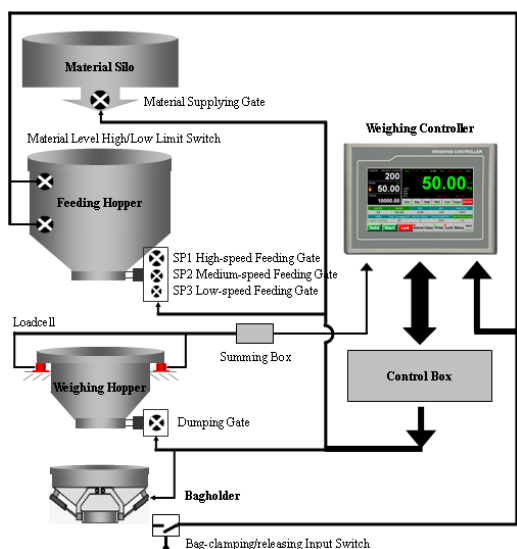 Material Silo
Material Supplying Gate
Material Level High/Low Limit Switch
Weighing Controller
WEIGHING CONTROLLER
200
50.00
50.00
10000.00
Feeding Hopper
SP1 High-speed Feeding Gate
SP2 Medium-speed Feeding Gate
SP3 Low-speed Feeding Gate
Loadcell
Summing Box
Weighing Hopper
Control Box
Dumping Gate
Bagholder
Bag-clamping/releasing Input Switch